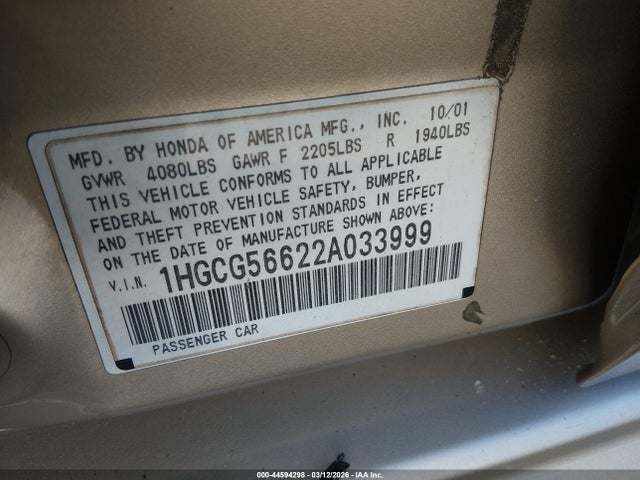 MFD. BY HONDA OF AMERICA MFG., INC. 10/01
GVWR 4080LBS GAWR F 2205LBS R 1940LBS
THIS VEHICLE CONFORMS TO ALL APPLICABLE
FEDERAL MOTOR VEHICLE SAFETY, BUMPER,
AND THEFT PREVENTION STANDARDS IN EFFECT
ON THE DATE OF MANUFACTURE SHOWN ABOVE:
V.I.N. 1HGCG56622A033999
PASSENGER CAR
000-44594298 - 03/12/2026 - IAA Inc.